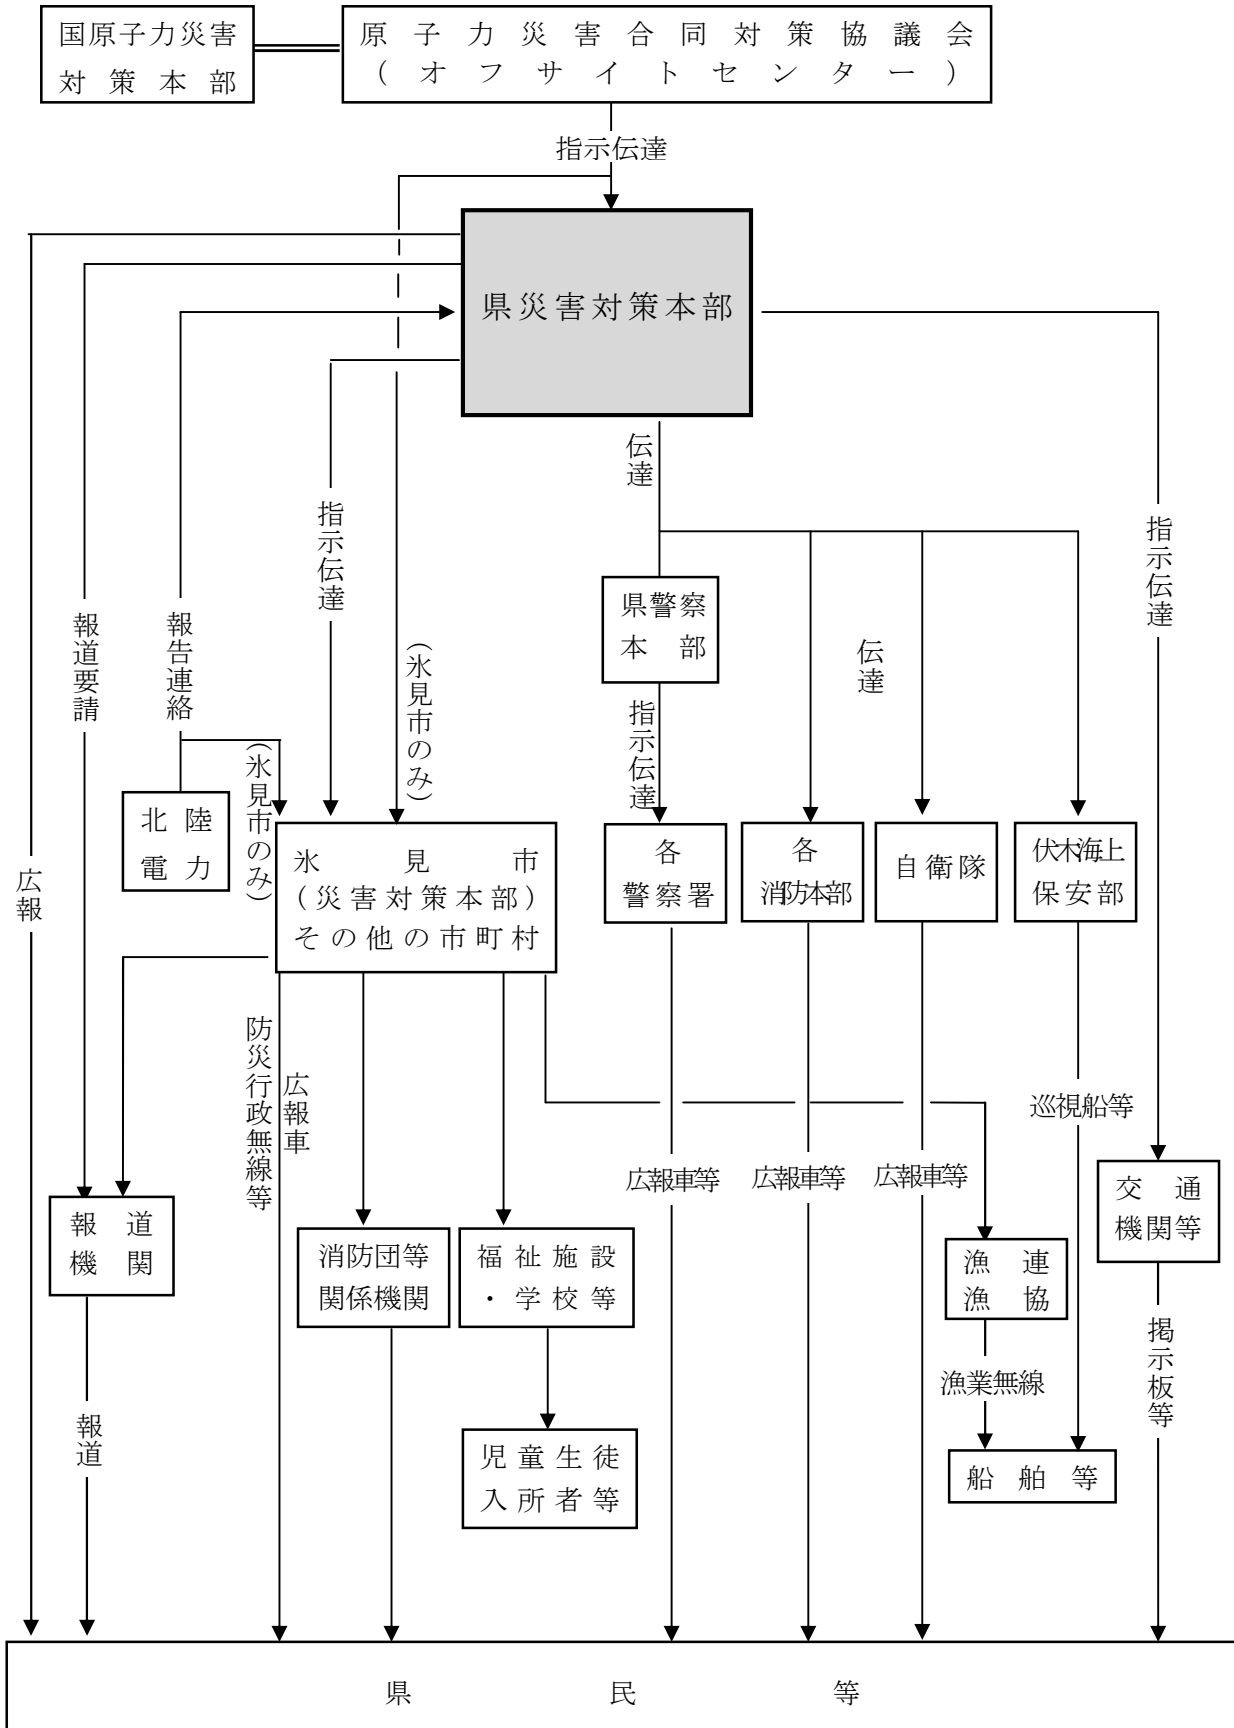 国原子力災害
対策本部
原子力災害合同対策協議会
（オフサイトセンター）
指示伝達
県災害対策本部
伝達
指示伝達
指示伝達
県警察
本部
伝達
報道要請
報告連絡
（氷見市のみ）
指示伝達
（氷見市のみ）
北陸
電力
氷見市
（災害対策本部）
その他の市町村
各
警察署
各
消防本部
自衛隊
伏木海上
保安部
広報
防災行政無線等
広報車
巡視船等
広報車等
広報車等
広報車等
交通
機関等
報道
機関
消防団等
関係機関
福祉施設
・学校等
漁連
漁協
掲示板等
漁業無線
報道
児童生徒
入所者等
船舶等
県民等